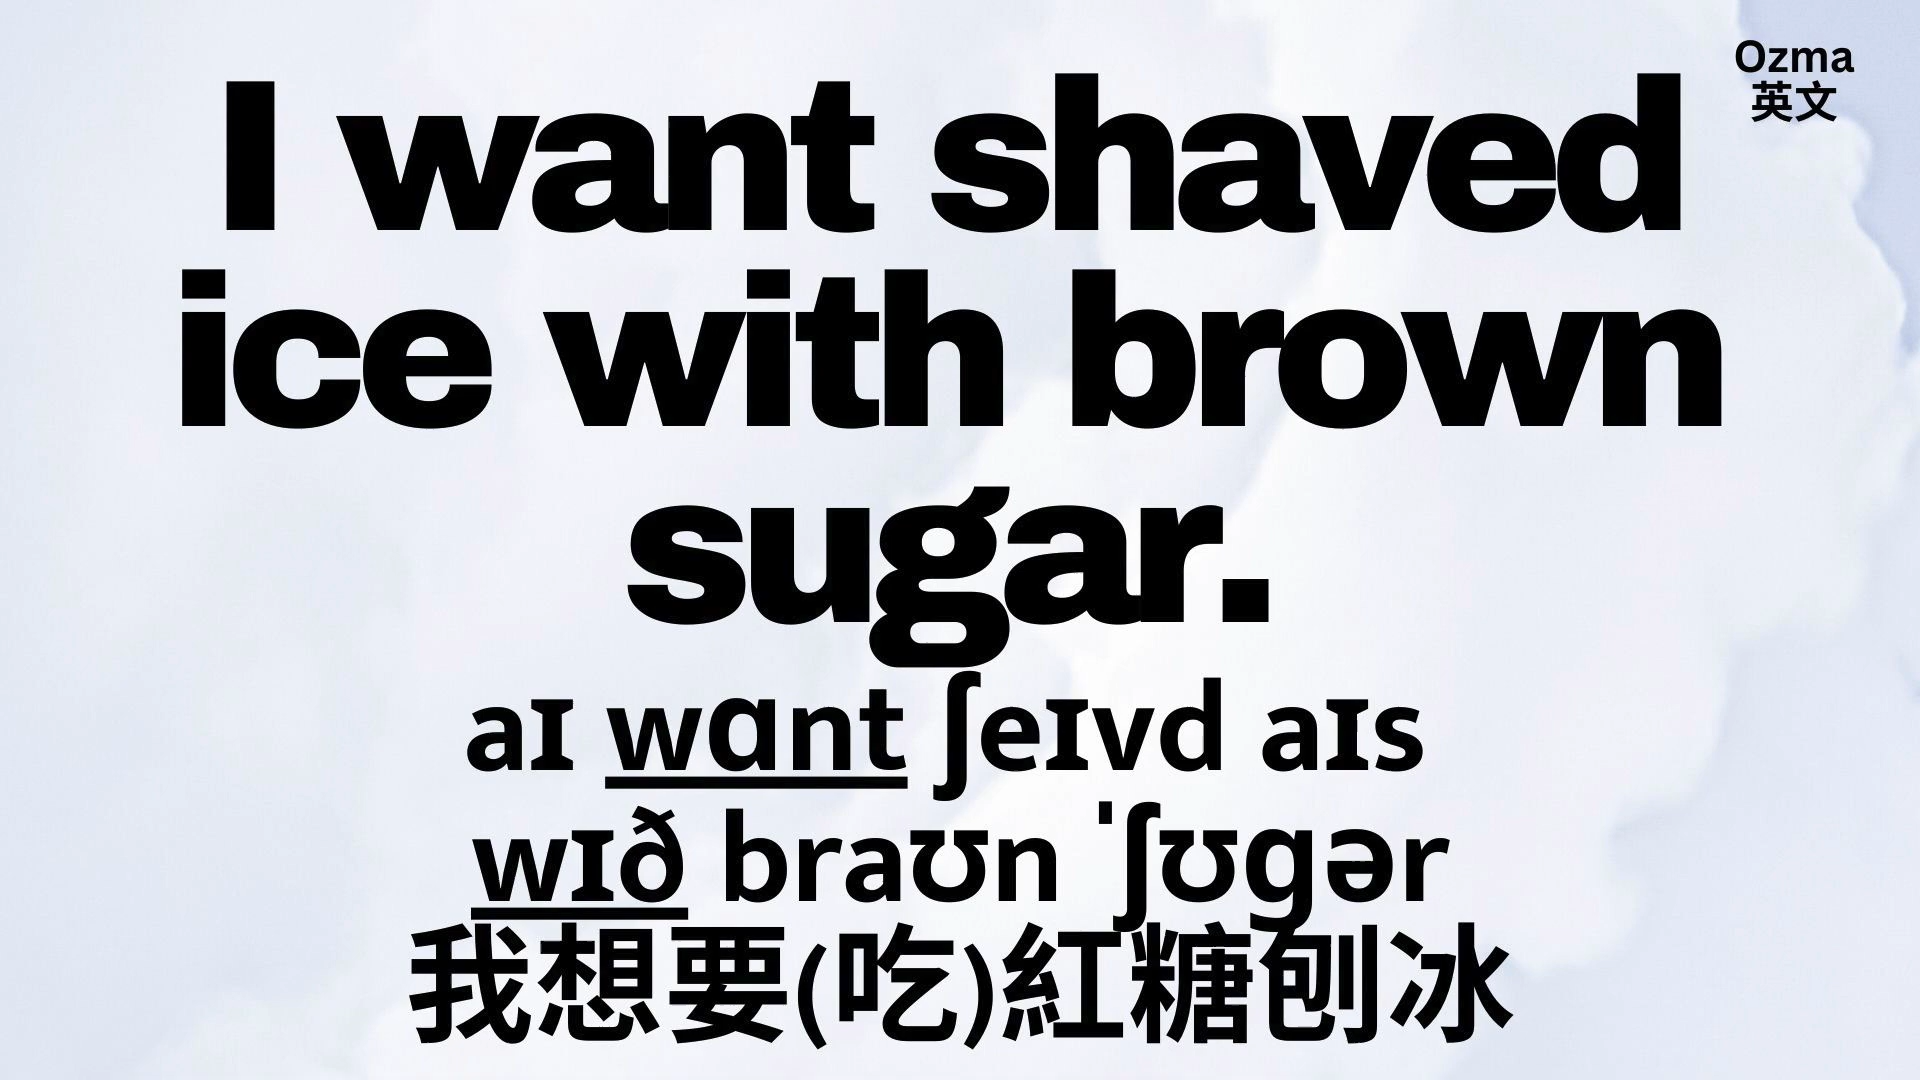 Ozma
英文
I want shaved
ice with brown
sugar.
aɪ wɑnt ʃeɪvd aɪs
wɪð braʊn ˈʃʊgər
我想要(吃)紅糖刨冰